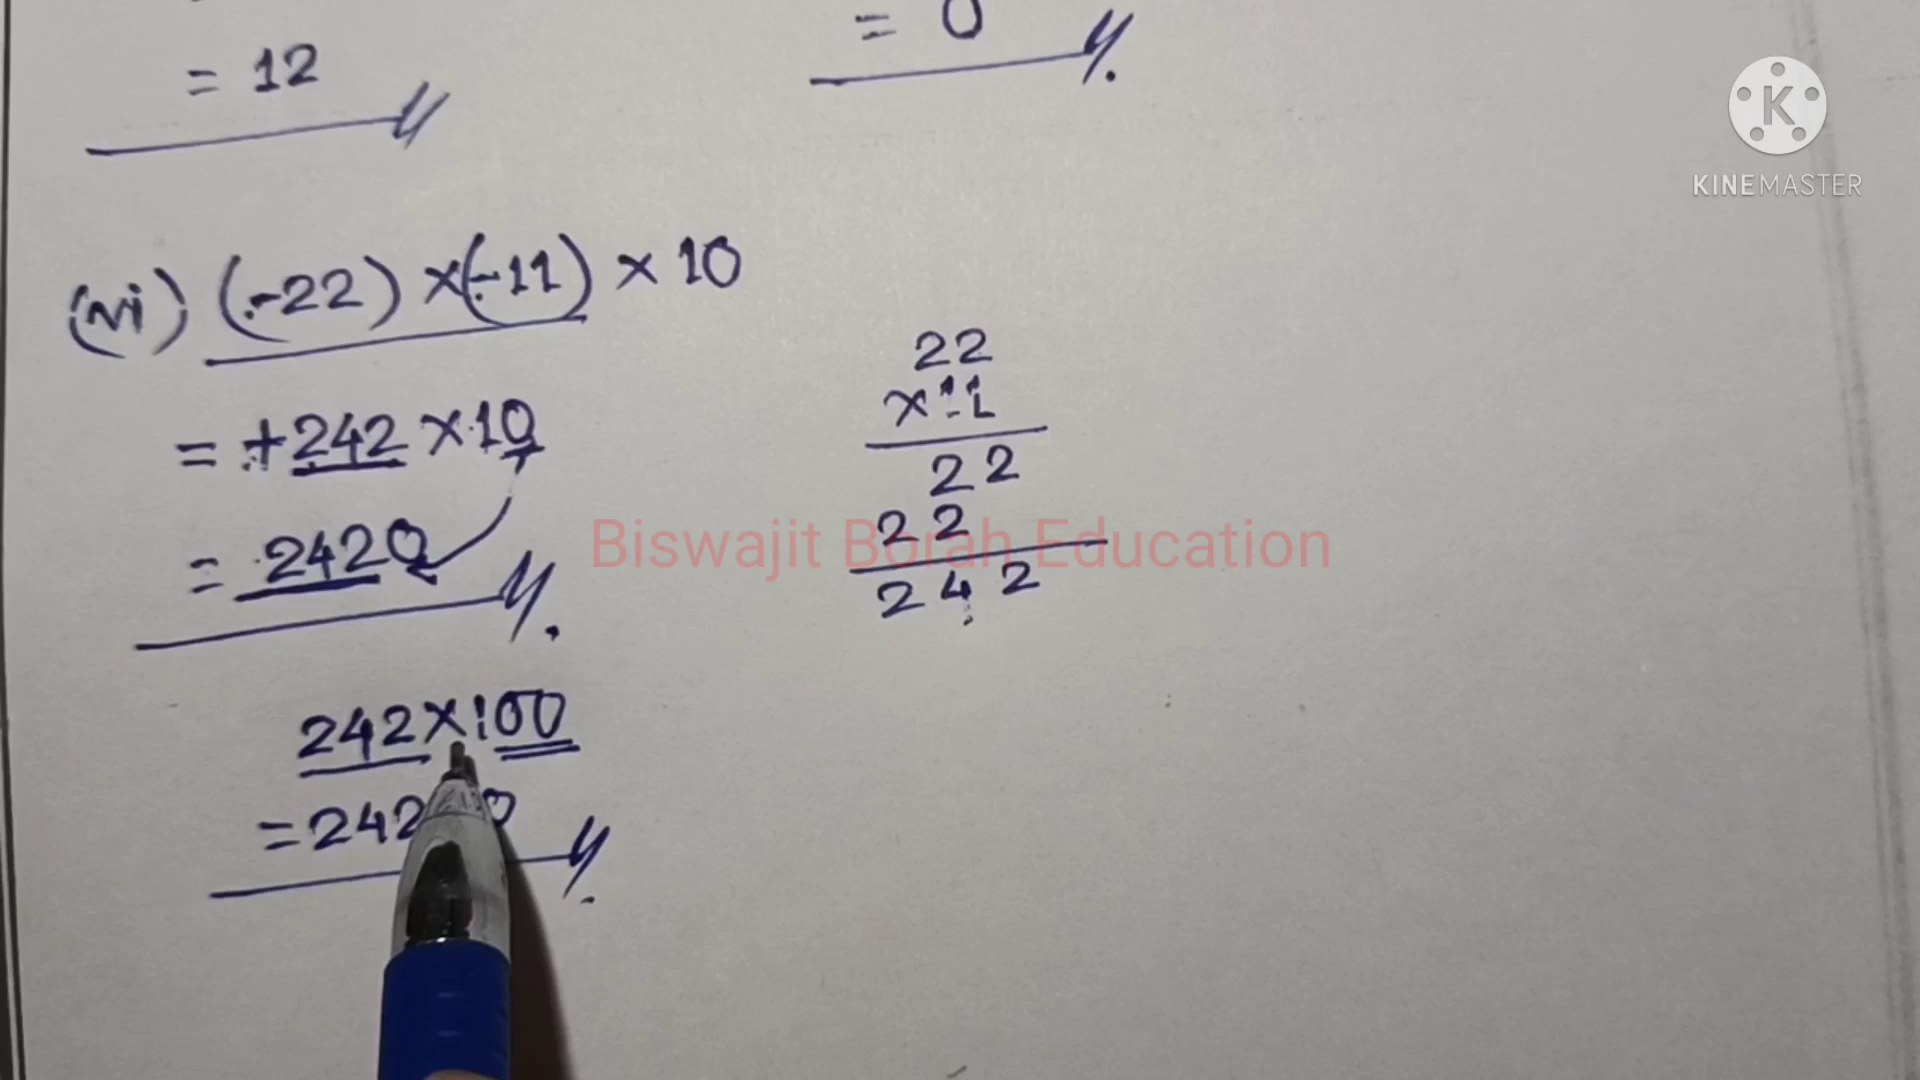 = 12
= 0
KINEMASTER
(vi) (-22) × (-11) × 10
= +242 × 10
= 2420
22
× 11
22
22
242
Biswajit Borah Education
242 × 100
= 242